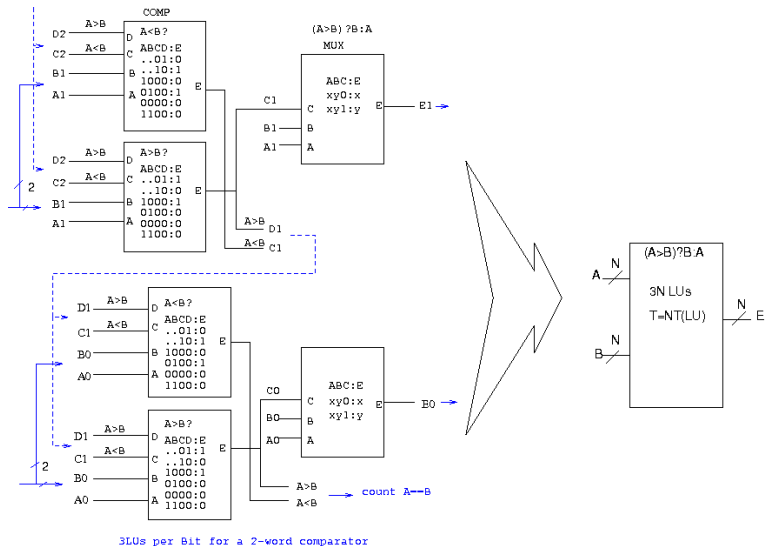 COMP
D2 A>B D
C2 A<B C
B1 B
A1 A
A<B?
ABCD:E
..01:0
..10:1
1000:0
0100:1
0000:0
1100:0
E
(A>B)?B:A
MUX
ABC:E
xy0:x
xy1:y
C1 C
B1 B
A1 A
E E1
D2 A>B D
C2 A<B C
B1 B
A1 A
2
A>B?
ABCD:E
..01:1
..10:0
1000:1
0100:0
0000:0
1100:0
E
A>B D1
A<B C1
D1 A>B D
C1 A<B C
B0 B
A0 A
A<B?
ABCD:E
..01:0
..10:1
1000:0
0100:1
0000:0
1100:0
E
ABC:E
xy0:x
xy1:y
C0 C
B0 B
A0 A
E B0
D1 A>B D
C1 A<B C
B0 B
A0 A
2
A>B?
ABCD:E
..01:1
..10:0
1000:1
0100:0
0000:0
1100:0
E
A>B
A<B
count A==B
3LUs per Bit for a 2-word comparator
(A>B)?B:A
3N LUs
T=NT(LU)
A N
B N
N E